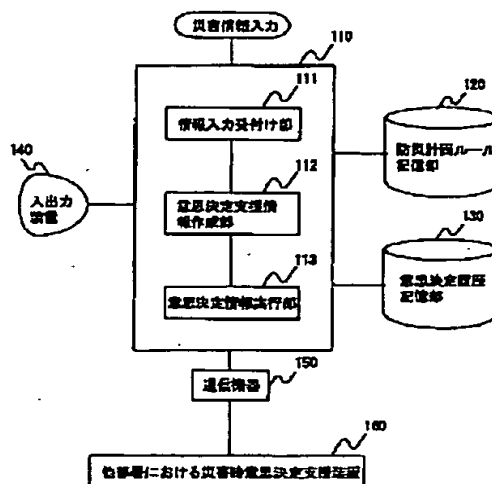 災害情報入力
110
111
情報入力受付け部
120
防災計画ルール
記憶部
140
入出力
装置
112
意思決定支援情
報作成部
130
意思決定履歴
記憶部
113
意思決定情報実行部
150
通信機器
160
他部署における災害時意思決定支援装置